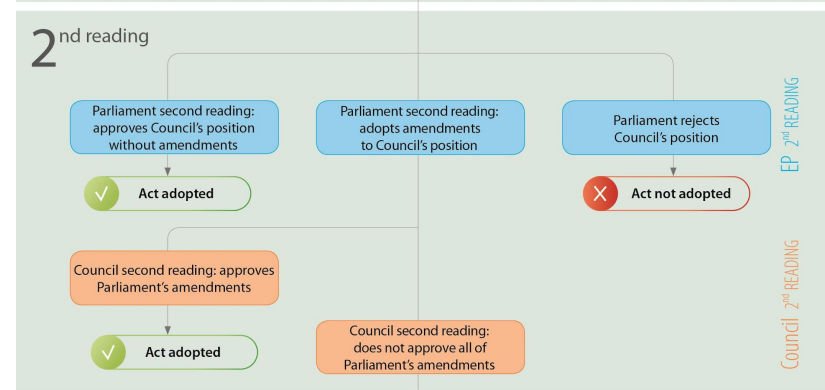 2nd reading
Parliament second reading:
approves Council's position
without amendments
Parliament second reading:
adopts amendments
to Council's position
Parliament rejects
Council's position
EP 2nd READING
Act adopted
Act not adopted
Council second reading: approves
Parliament's amendments
Council 2nd READING
Act adopted
Council second reading:
does not approve all of
Parliament's amendments